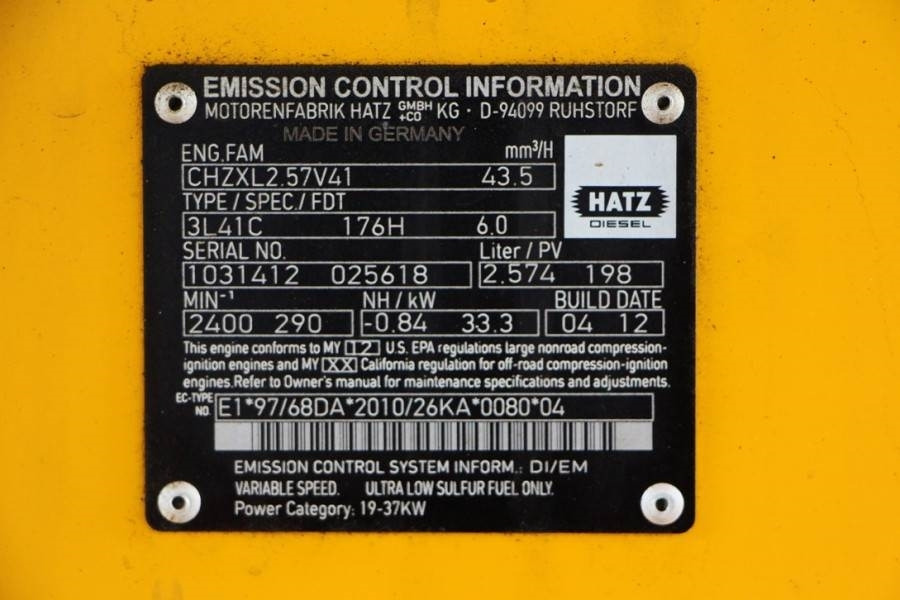 EMISSION CONTROL INFORMATION
MOTORENFABRIK HATZ GMBH +CO KG · D-94099 RUHSTORF
MADE IN GERMANY
ENG.FAM mm³/H
CHZXL2.57V41 43.5
TYPE / SPEC./ FDT
3L41C 176H 6.0
HATZ
DIESEL
SERIAL NO. Liter / PV
1031412 025618 2.574 198
MIN⁻¹ NH / kW BUILD DATE
2400 290 -0.84 33.3 04 12
This engine conforms to MY 12 U.S. EPA regulations large nonroad compression-
ignition engines and MY XX California regulation for off-road compression-ignition
engines. Refer to Owner's manual for maintenance specifications and adjustments.
EC-TYPE NO. E1*97/68DA*2010/26KA*0080*04
EMISSION CONTROL SYSTEM INFORM.: DI/EM
VARIABLE SPEED. ULTRA LOW SULFUR FUEL ONLY.
Power Category: 19-37KW